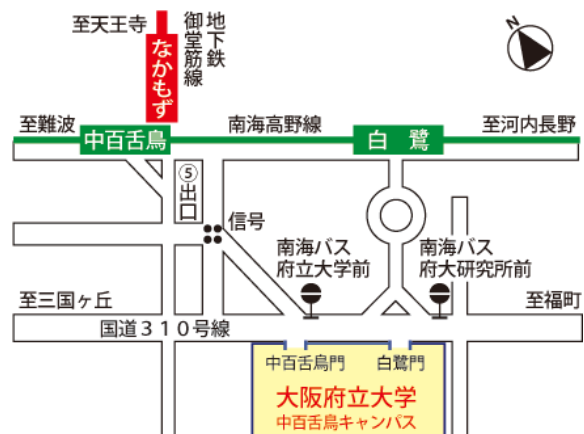 至天王寺
地下鉄
御堂筋線
なかもず
N
至難波
中百舌鳥
南海高野線
白鷺
至河内長野
⑤出口
信号
南海バス
府立大学前
南海バス
府大研究所前
至三国ヶ丘
至福町
国道310号線
中百舌鳥門
白鷺門
大阪府立大学
中百舌鳥キャンパス